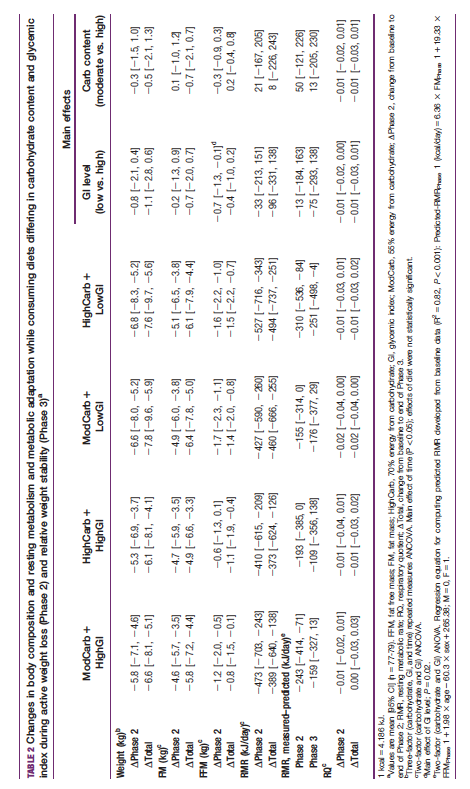 TABLE 2 Changes in body composition and resting metabolism and metabolic adaptation while consuming diets differing in carbohydrate content and glycemic
index during active weight loss (Phase 2) and relative weight stability (Phase 3)a
Main effects
ModCarb + HighGI HighCarb + HighGI ModCarb + LowGI HighCarb + LowGI GI level (low vs. high) Carb content (moderate vs. high)
Weight (kg)b
ΔPhase 2 −5.8 [−7.1, −4.6] −5.3 [−6.9, −3.7] −6.6 [−8.0, −5.2] −6.8 [−8.3, −5.2] −0.8 [−2.1, 0.4] −0.3 [−1.5, 1.0]
ΔTotal −6.6 [−8.1, −5.1] −6.1 [−8.1, −4.1] −7.8 [−9.6, −5.9] −7.6 [−9.7, −5.6] −1.1 [−2.8, 0.6] −0.5 [−2.1, 1.3]
FM (kg)c
ΔPhase 2 −4.6 [−5.7, −3.5] −4.7 [−5.9, −3.5] −4.9 [−6.0, −3.8] −5.1 [−6.5, −3.8] −0.2 [−1.3, 0.9] 0.1 [−1.0, 1.2]
ΔTotal −5.8 [−7.2, −4.4] −4.9 [−6.6, −3.3] −6.4 [−7.8, −5.0] −6.1 [−7.9, −4.4] −0.7 [−2.0, 0.7] −0.7 [−2.1, 0.7]
FFM (kg)c
ΔPhase 2 −1.2 [−2.0, −0.5] −0.6 [−1.3, 0.1] −1.7 [−2.3, −1.1] −1.6 [−2.2, −1.0] −0.7 [−1.3, −0.1]d −0.3 [−0.9, 0.3]
ΔTotal −0.8 [−1.5, −0.1] −1.1 [−1.9, −0.4] −1.4 [−2.0, −0.8] −1.5 [−2.2, −0.7] −0.4 [−1.0, 0.2] 0.2 [−0.4, 0.8]
RMR (kJ/day)c
ΔPhase 2 −473 [−703, −243] −410 [−615, −209] −427 [−590, −260] −527 [−716, −343] −33 [−213, 151] 21 [−167, 205]
ΔTotal −389 [−640, −138] −373 [−624, −126] −460 [−666, −255] −494 [−737, −251] −96 [−331, 138] 8 [−226, 243]
RMR, measured–predicted (kJ/day)e
Phase 2 −243 [−414, −71] −193 [−385, 0] −155 [−314, 0] −310 [−536, −84] −13 [−184, 163] 50 [−121, 226]
Phase 3 −159 [−327, 13] −109 [−356, 138] −176 [−377, 29] −251 [−498, −4] −75 [−293, 138] 13 [−205, 230]
RQc
ΔPhase 2 −0.01 [−0.02, 0.01] −0.01 [−0.04, 0.01] −0.02 [−0.04, 0.00] −0.01 [−0.03, 0.01] −0.01 [−0.02, 0.00] −0.01 [−0.02, 0.01]
ΔTotal 0.00 [−0.03, 0.03] −0.01 [−0.03, 0.02] −0.02 [−0.04, 0.00] −0.01 [−0.03, 0.02] −0.01 [−0.03, 0.01] −0.01 [−0.03, 0.01]
1 kcal = 4.186 kJ.
aValues are mean [95% CI] (n = 77-79). FFM, fat free mass; FM, fat mass; HighCarb, 70% energy from carbohydrate; GI, glycemic index; ModCarb, 55% energy from carbohydrate; ΔPhase 2, change from baseline to
end of Phase 2; RMR, resting metabolic rate; RQ, respiratory quotient; ΔTotal, change from baseline to end of Phase 3.
bThree-factor (carbohydrate, GI, and time) repeated measures ANOVA. Main effect of time (P < 0.05); effects of diet were not statistically significant.
cTwo-factor (carbohydrate and GI) ANCOVA.
dMain effect of GI level; P = 0.02.
eTwo-factor (carbohydrate and GI) ANOVA. Regression equation for computing predicted RMR developed from baseline data (R2 = 0.82, P < 0.001): Predicted-RMRPhase 1 (kcal/day) = 6.36 × FMPhase 1 + 19.33 ×
FFMPhase 1 + 1.98 × age − 60.3 × sex + 265.38; M = 0, F = 1.